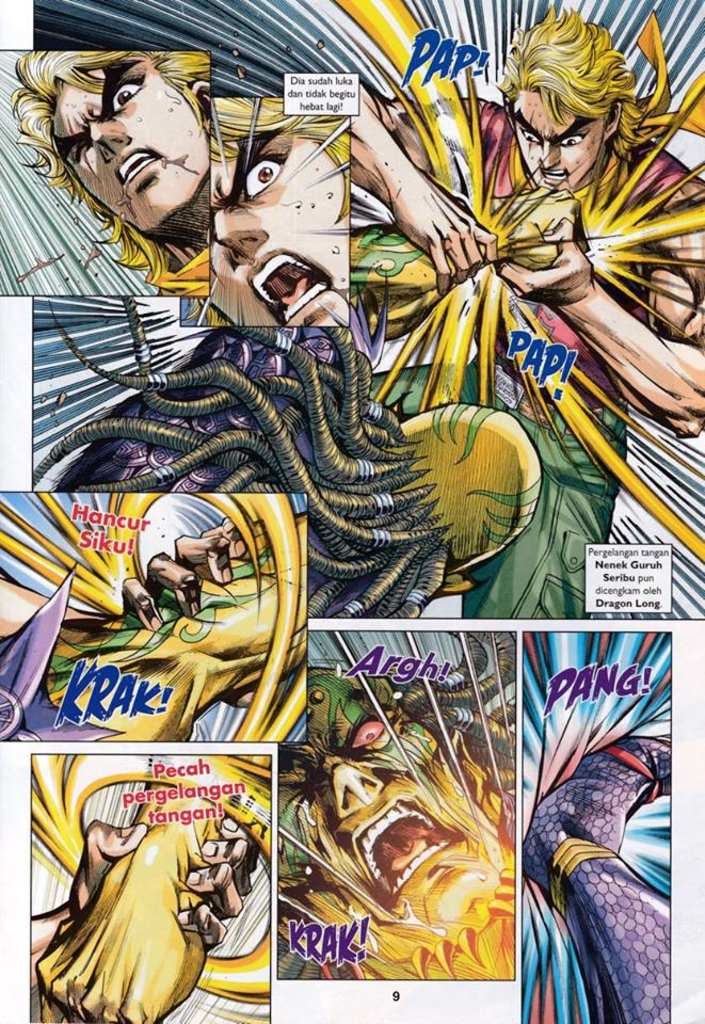 Dia sudah luka
dan tidak begitu
hebat lagi!
PAP!
PAP!
Pergelangan tangan
Nenek Guruh
Seribu pun
dicengkam oleh
Dragon Long.
Hancur
Siku!
KRAK!
Argh!
PANG!
Pecah
pergelangan
tangan!
KRAK!
9